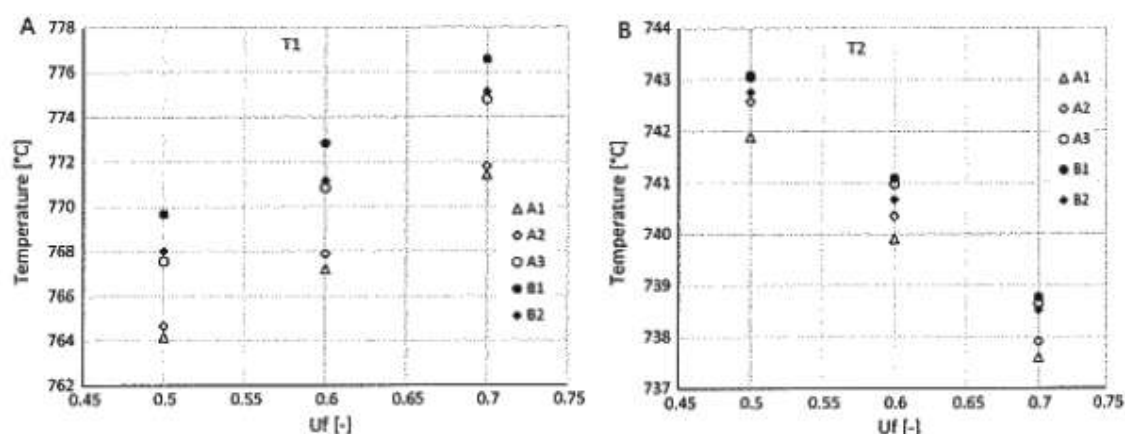 A
T1
778
776
774
772
770
768
766
764
762
Temperature [°C]
0.45
0.5
0.55
0.6
0.65
0.7
0.75
Uf [-]
A1
A2
A3
B1
B2
B
T2
744
743
742
741
740
739
738
737
Temperature [°C]
0.45
0.5
0.55
0.6
0.65
0.7
0.75
Uf [-]
A1
A2
A3
B1
B2